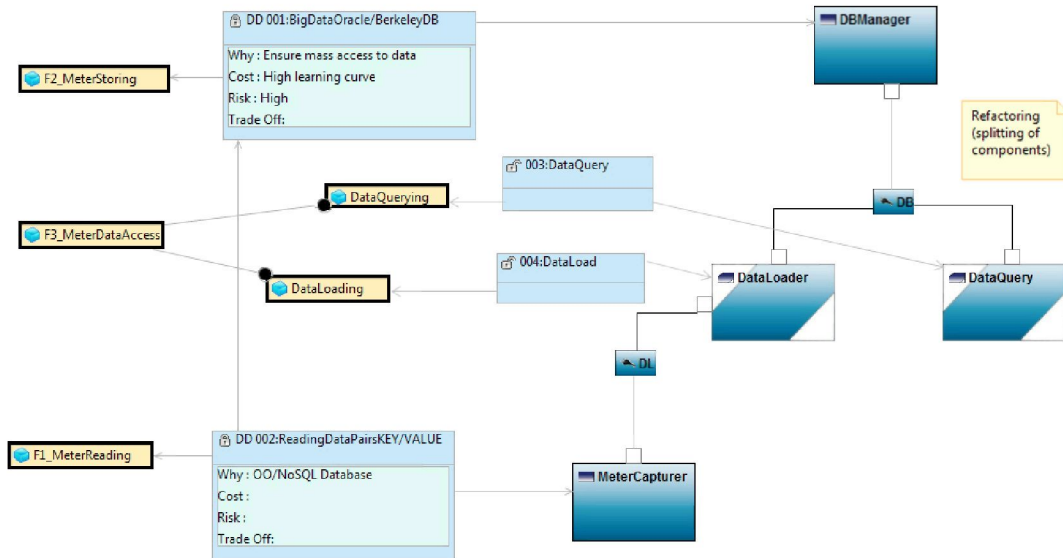 DD 001:BigDataOracle/BerkeleyDB
Why : Ensure mass access to data
Cost : High learning curve
Risk : High
Trade Off:
DBManager
F2_MeterStoring
Refactoring
(splitting of
components)
003:DataQuery
DataQuerying
DB
F3_MeterDataAccess
004:DataLoad
DataLoading
DataLoader
DataQuery
DL
DD 002:ReadingDataPairsKEY/VALUE
F1_MeterReading
Why : OO/NoSQL Database
Cost :
Risk :
Trade Off:
MeterCapturer